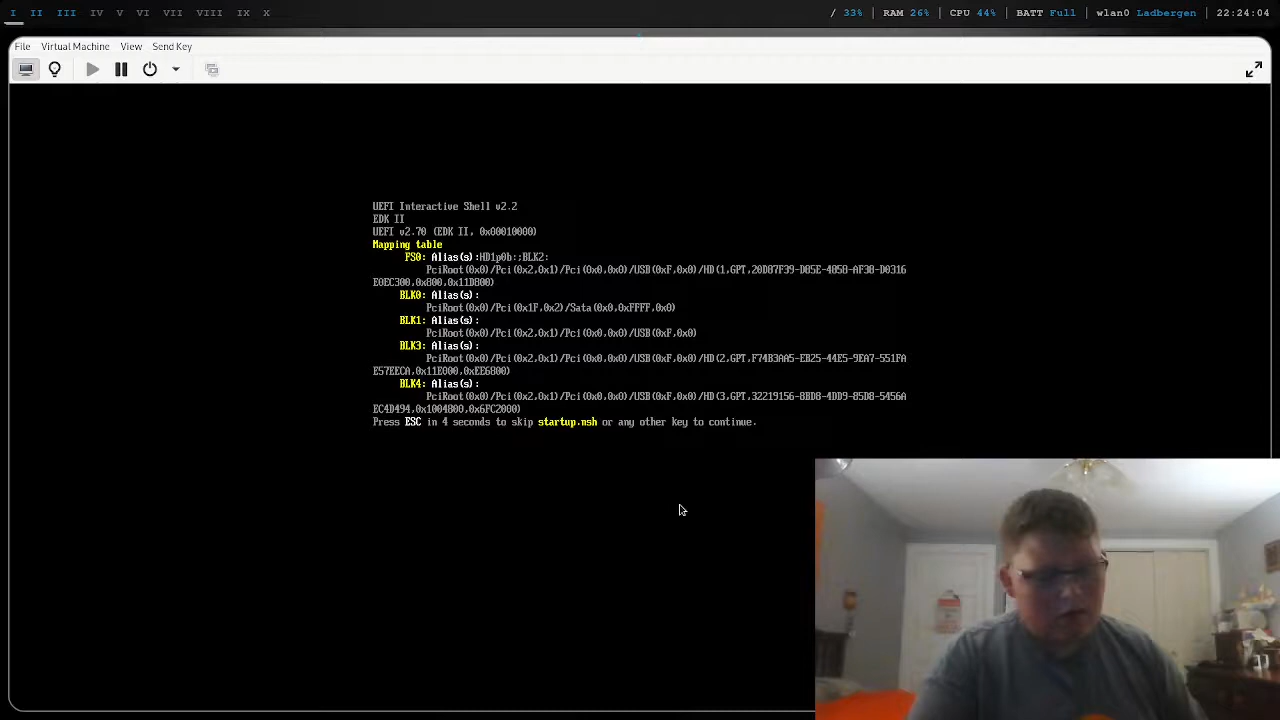 I II III IV V VI VII VIII IX X / 33% | RAM 26% | CPU 44% | BATT Full | wlan0 Ladbergen | 22:24:04
File Virtual Machine View Send Key
UEFI Interactive Shell v2.2
EDK II
UEFI v2.70 (EDK II, 0x00010000)
Mapping table
FS0: Alias(s):HD1p0b:;BLK2:
PciRoot(0x0)/Pci(0x2,0x1)/Pci(0x0,0x0)/USB(0xF,0x0)/HD(1,GPT,20D87F39-D85E-4858-AF38-D0316
E0EC300,0x800,0x11D800)
BLK0: Alias(s):
PciRoot(0x0)/Pci(0x1F,0x2)/Sata(0x0,0xFFFF,0x0)
BLK1: Alias(s):
PciRoot(0x0)/Pci(0x2,0x1)/Pci(0x0,0x0)/USB(0xF,0x0)
BLK3: Alias(s):
PciRoot(0x0)/Pci(0x2,0x1)/Pci(0x0,0x0)/USB(0xF,0x0)/HD(2,GPT,F74B3AA5-EB25-44E5-9EA7-551FA
E57EECA,0x11E000,0xEE6800)
BLK4: Alias(s):
PciRoot(0x0)/Pci(0x2,0x1)/Pci(0x0,0x0)/USB(0xF,0x0)/HD(3,GPT,32219156-8BD8-4DD9-85D8-5456A
EC4D494,0x1004800,0x6FC2000)
Press ESC in 4 seconds to skip startup.nsh or any other key to continue.